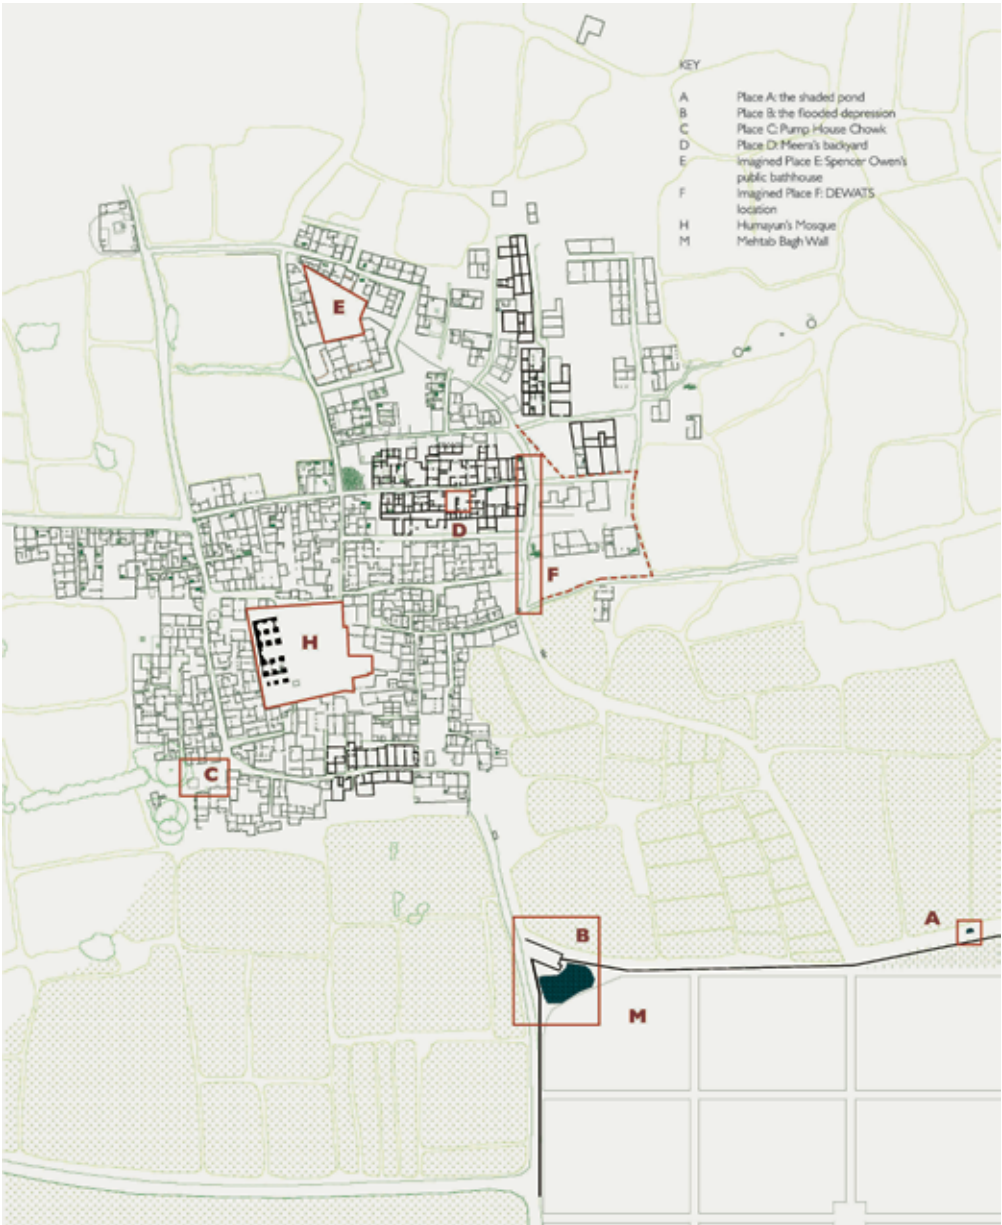 KEY
A Place A: the shaded pond
B Place B: the flooded depression
C Place C: Pump House Chowk
D Place D: Meera's backyard
E Imagined Place E: Spencer Owen's
public bathhouse
F Imagined Place F: DEWATS
location
H Humayun's Mosque
M Mehtab Bagh Wall
E
D
F
H
C
A
B
M